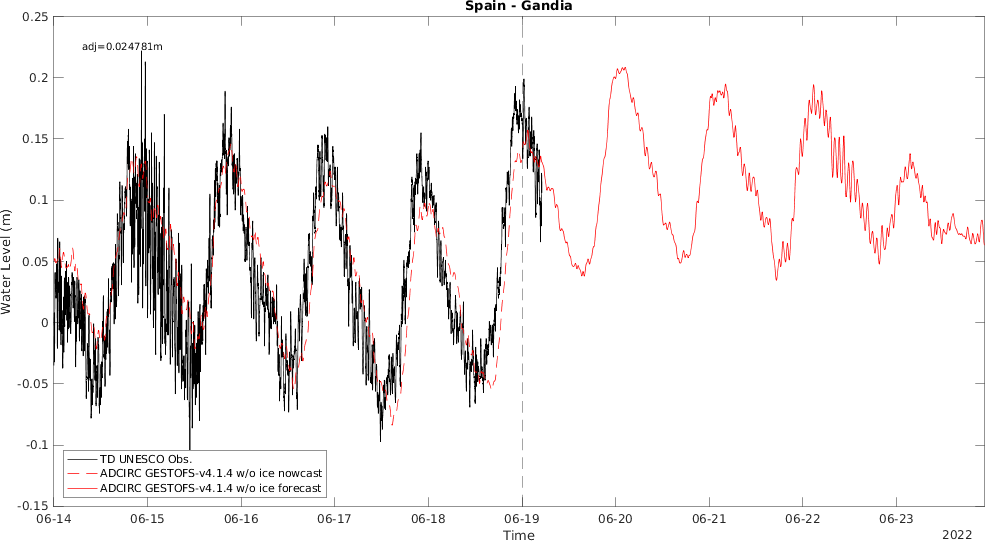 Spain - Gandia
0.25
adj=0.024781m
0.2
0.15
0.1
0.05
0
-0.05
-0.1
-0.15
Water Level (m)
TD UNESCO Obs.
ADCIRC GESTOFS-v4.1.4 w/o ice nowcast
ADCIRC GESTOFS-v4.1.4 w/o ice forecast
06-14 06-15 06-16 06-17 06-18 06-19 06-20 06-21 06-22 06-23
Time
2022